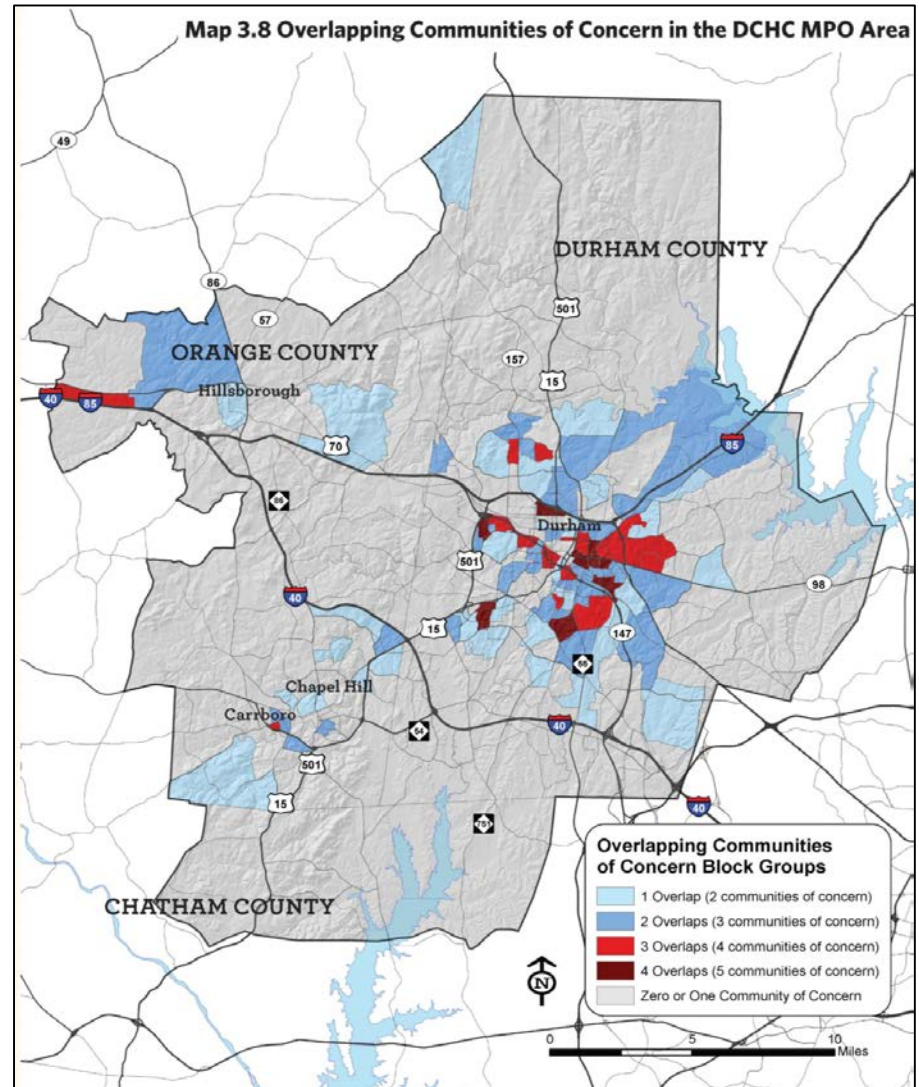 Map 3.8 Overlapping Communities of Concern in the DCHC MPO Area
49
DURHAM COUNTY
86
57
501
ORANGE COUNTY
157
Hillsborough
15
40
85
70
85
86
Durham
501
98
40
15
147
55
Chapel Hill
Carrboro
54
40
501
15
40
751
CHATHAM COUNTY
Overlapping Communities
of Concern Block Groups
1 Overlap (2 communities of concern)
2 Overlaps (3 communities of concern)
3 Overlaps (4 communities of concern)
4 Overlaps (5 communities of concern)
Zero or One Community of Concern
N
0 5 10
Miles